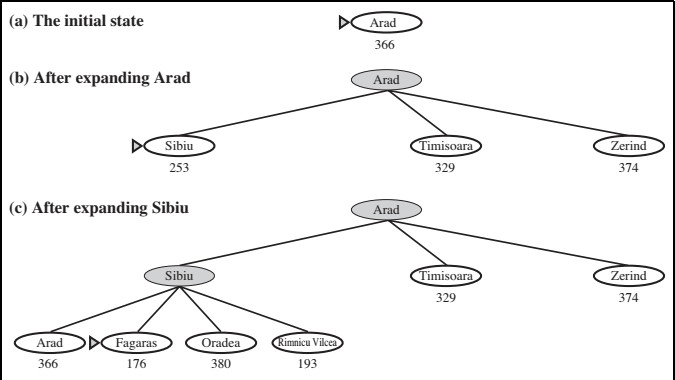 (a) The initial state
Arad
366
(b) After expanding Arad
Arad
Sibiu
Timisoara
Zerind
253
329
374
(c) After expanding Sibiu
Arad
Sibiu
Timisoara
Zerind
329
374
Arad
Fagaras
Oradea
Rimnicu Vilcea
366
176
380
193